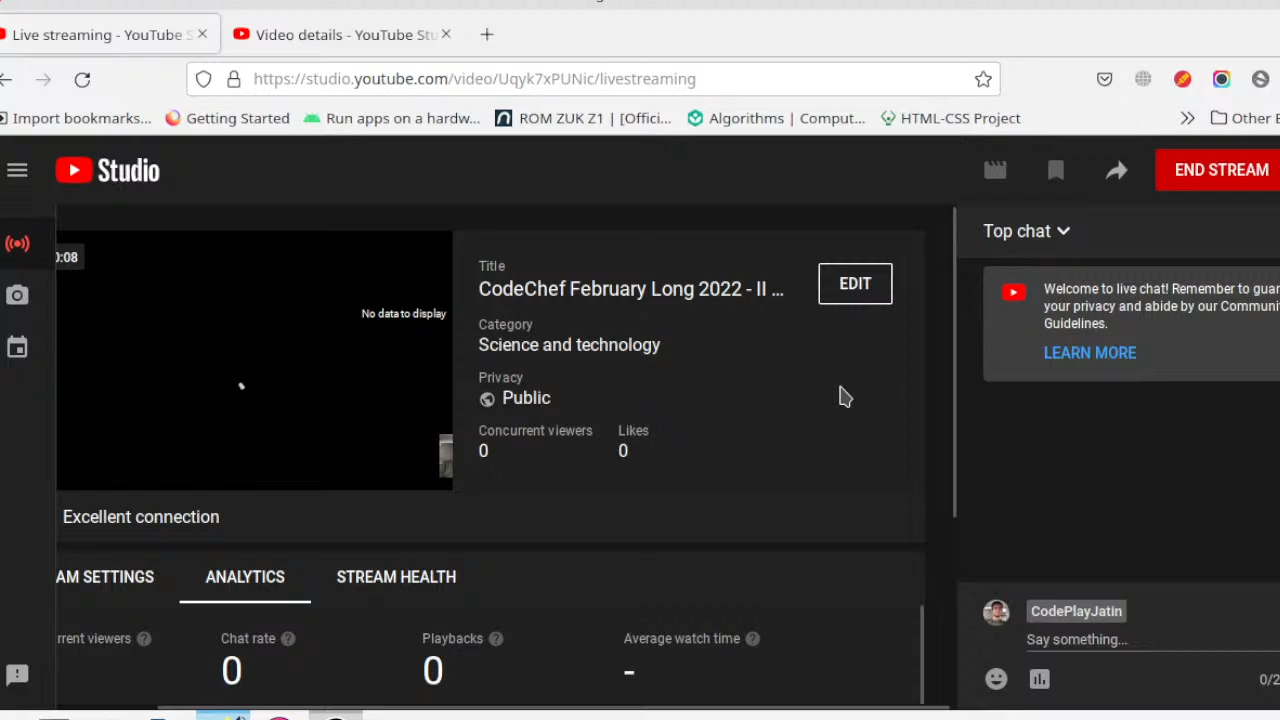 Live streaming - YouTube S
Video details - YouTube Stu
https://studio.youtube.com/video/Uqyk7xPUNic/livestreaming
Import bookmarks...
Getting Started
Run apps on a hardw...
ROM ZUK Z1 | [Offici...
Algorithms | Comput...
HTML-CSS Project
Other
Studio
END STREAM
Top chat
0:08
No data to display
Title
CodeChef February Long 2022 - II ...
EDIT
Category
Science and technology
Privacy
Public
Concurrent viewers
Likes
0
0
Welcome to live chat! Remember to guar
your privacy and abide by our Communi
Guidelines.
LEARN MORE
Excellent connection
AM SETTINGS
ANALYTICS
STREAM HEALTH
rrent viewers
Chat rate
Playbacks
Average watch time
0
0
-
CodePlayJatin
Say something...
0/2